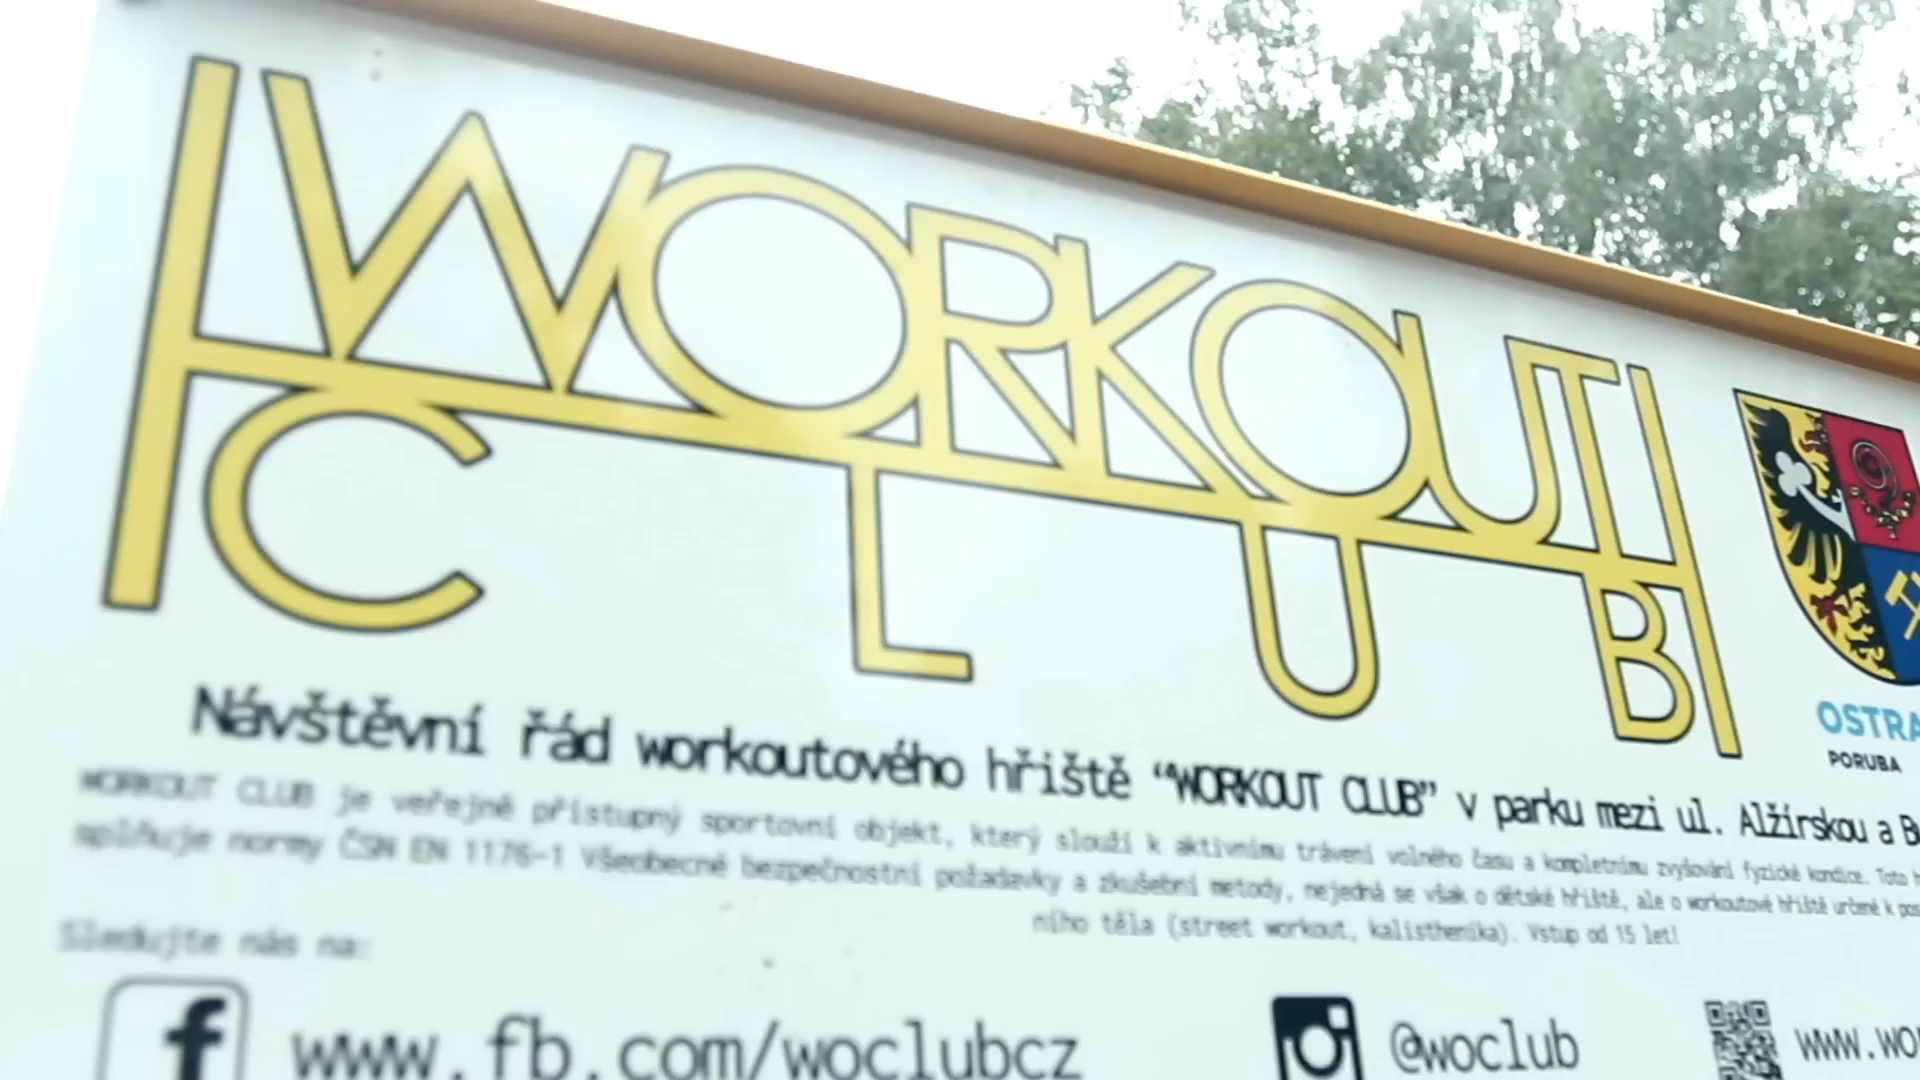 WORKOUT
CLUB
OSTRA
PORUBA
Návštěvní řád workoutového hřiště “WORKOUT CLUB” v parku mezi ul. Alžírskou a
WORKOUT CLUB je veřejně přístupný sportovní objekt, který slouží k aktivnímu trávení volného času a kompletnímu zvyšování fyzické kondice. Toto
splňuje normy ČSN EN 1176-1 Všeobecné bezpečnostní požadavky a zkušební metody, nejedná se však o dětské hřiště, ale o workoutové hřiště určené k
ního těla (street workout, kalisthenika). Vstup od 15 let!
Sledujte nás na:
www.fb.com/woclubcz
@woclub
www.wo